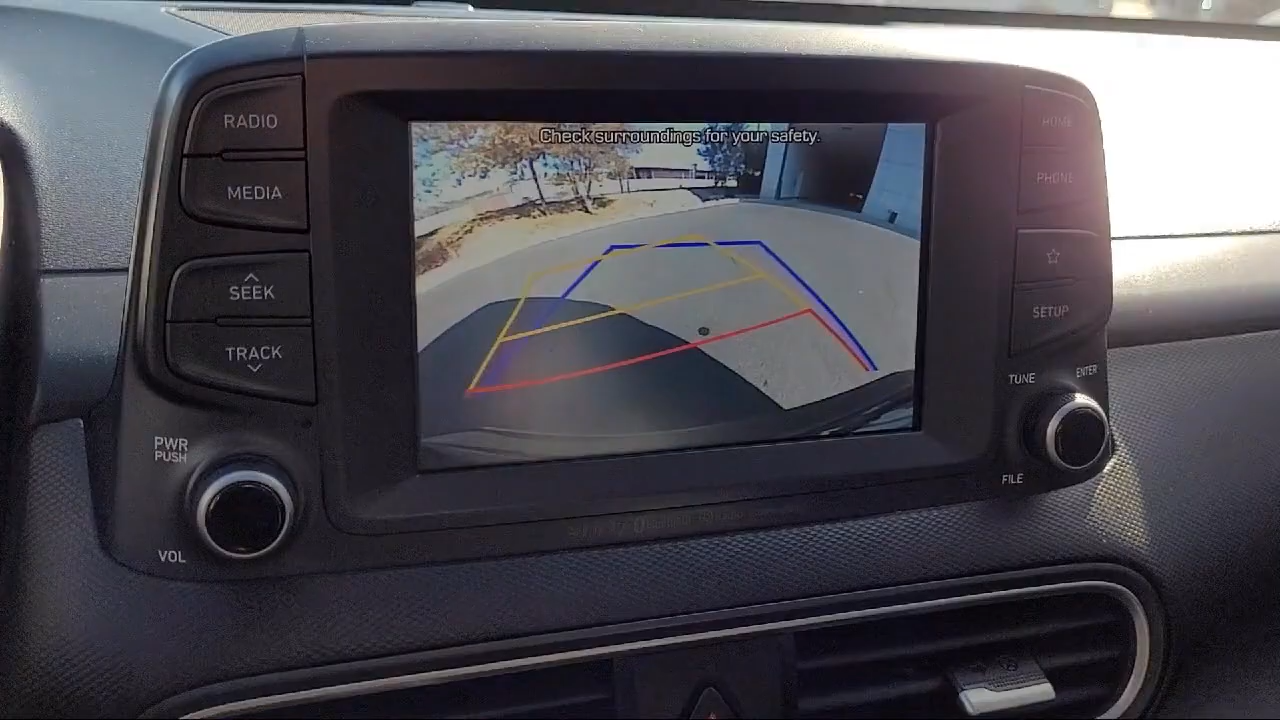 Check surroundings for your safety.
RADIO
MEDIA
SEEK
TRACK
PWR
PUSH
VOL
HOME
PHONE
SETUP
TUNE
ENTER
FILE